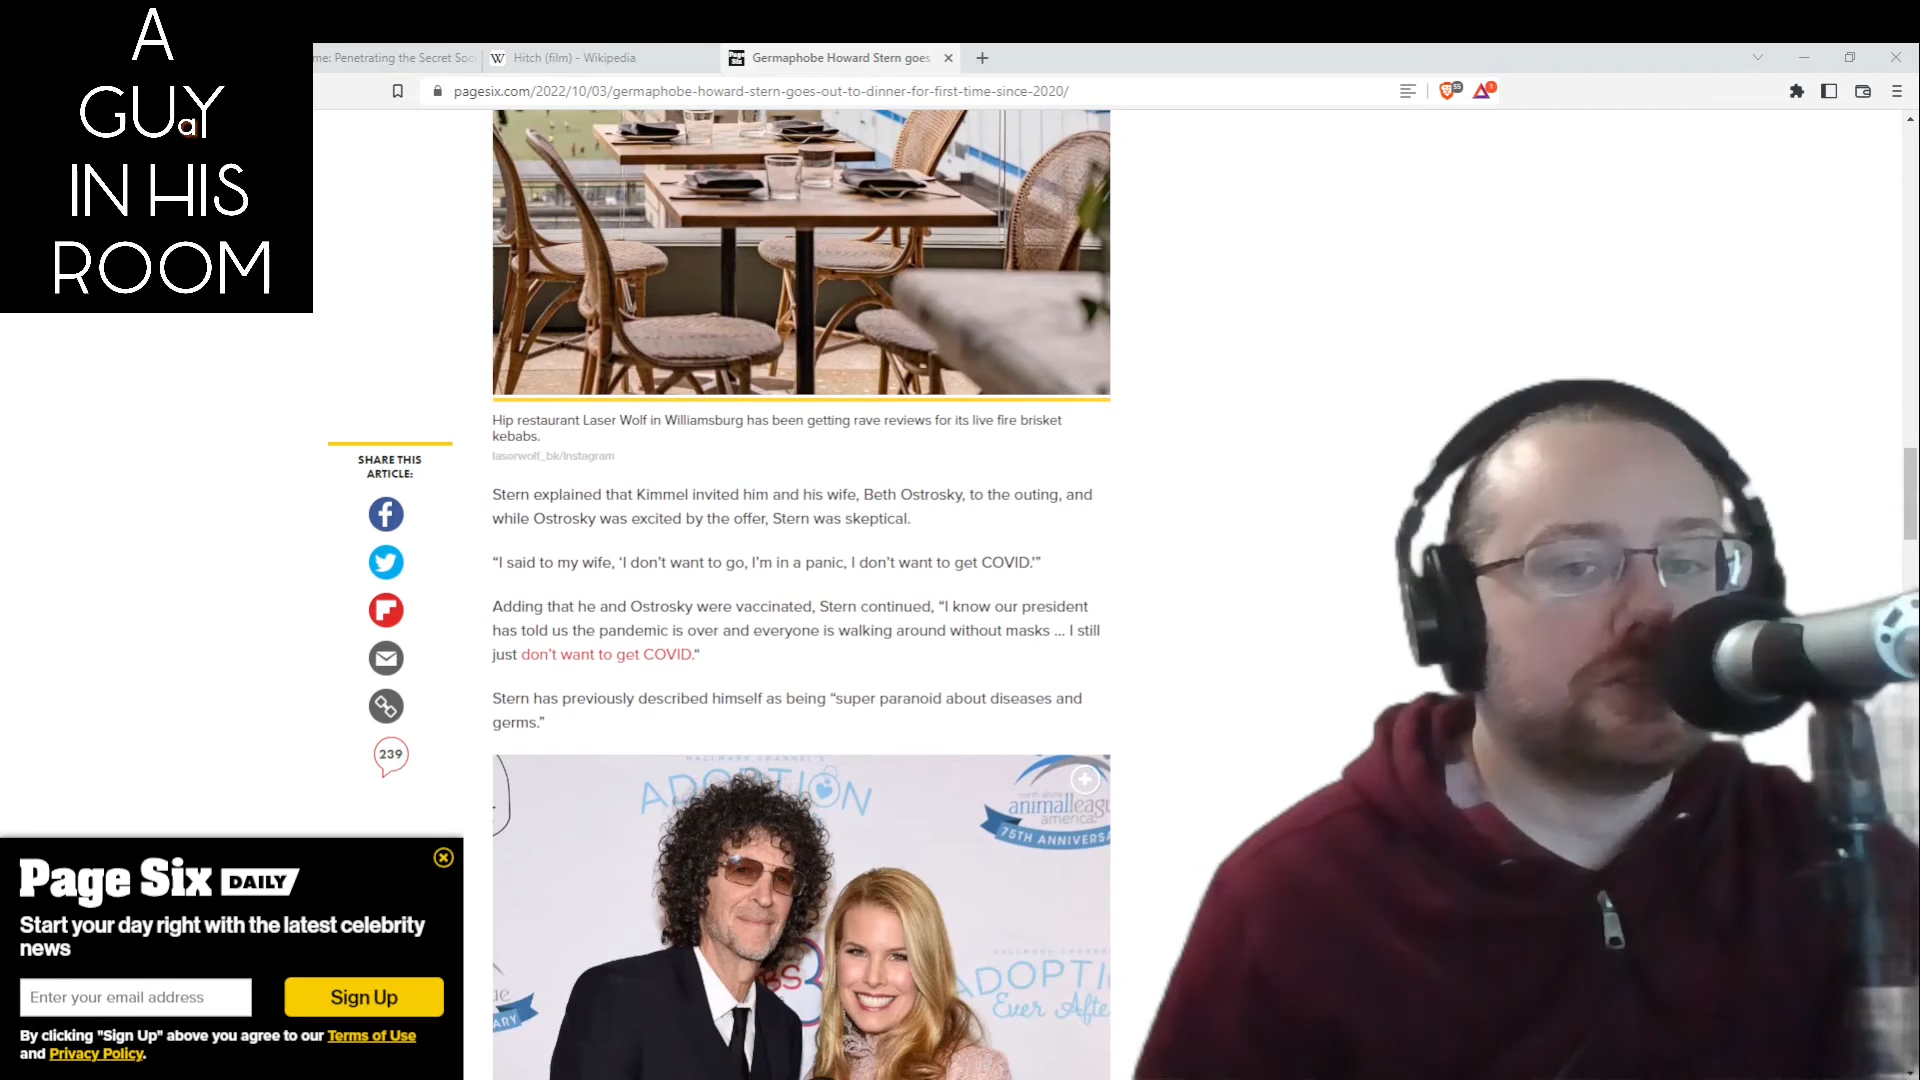 A
GUaY
IN HIS
ROOM
me: Penetrating the Secret Soc
W Hitch (film) - Wikipedia
Germaphobe Howard Stern goes
pagesix.com/2022/10/03/germaphobe-howard-stern-goes-out-to-dinner-for-first-time-since-2020/
55
1
Hip restaurant Laser Wolf in Williamsburg has been getting rave reviews for its live fire brisket
kebabs.
laserwolf_bk/Instagram
SHARE THIS
ARTICLE:
239
Stern explained that Kimmel invited him and his wife, Beth Ostrosky, to the outing, and
while Ostrosky was excited by the offer, Stern was skeptical.
“I said to my wife, ‘I don’t want to go, I’m in a panic, I don’t want to get COVID.’”
Adding that he and Ostrosky were vaccinated, Stern continued, “I know our president
has told us the pandemic is over and everyone is walking around without masks … I still
just don’t want to get COVID.“
Stern has previously described himself as being “super paranoid about diseases and
germs.”
HALLMARK CHANNEL'S
ADOPTION
north shore
animal leagu
america
75TH ANNIVERSA
ADOPTI
Ever Afte
ARY
Page Six DAILY
Start your day right with the latest celebrity
news
Enter your email address
Sign Up
By clicking "Sign Up" above you agree to our Terms of Use
and Privacy Policy.